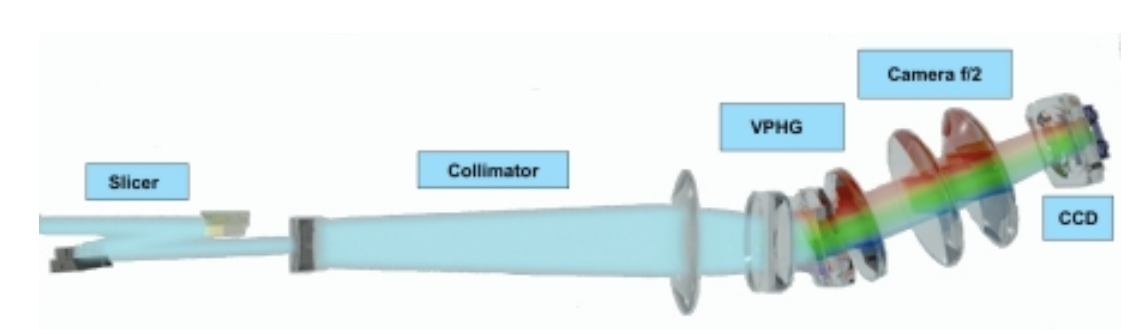 Slicer
Collimator
VPHG
Camera f/2
CCD